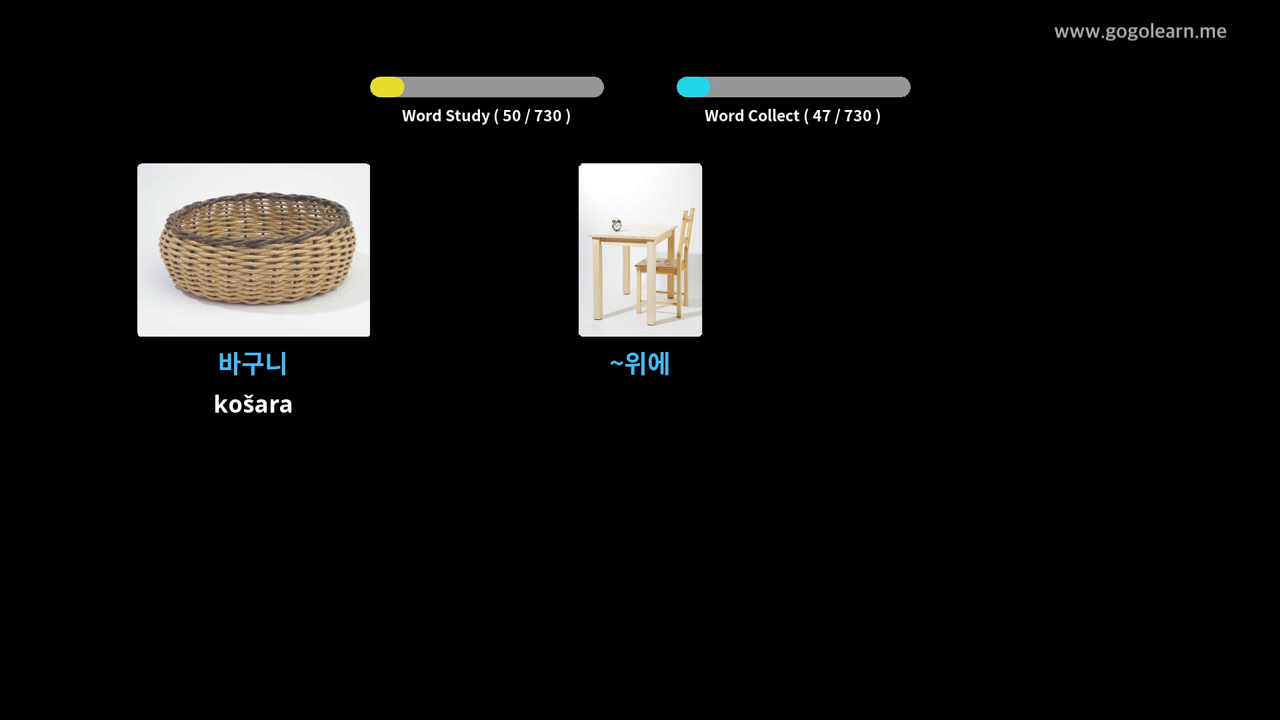 www.gogolearn.me
Word Study ( 50 / 730 )
Word Collect ( 47 / 730 )
바구니
košara
~위에